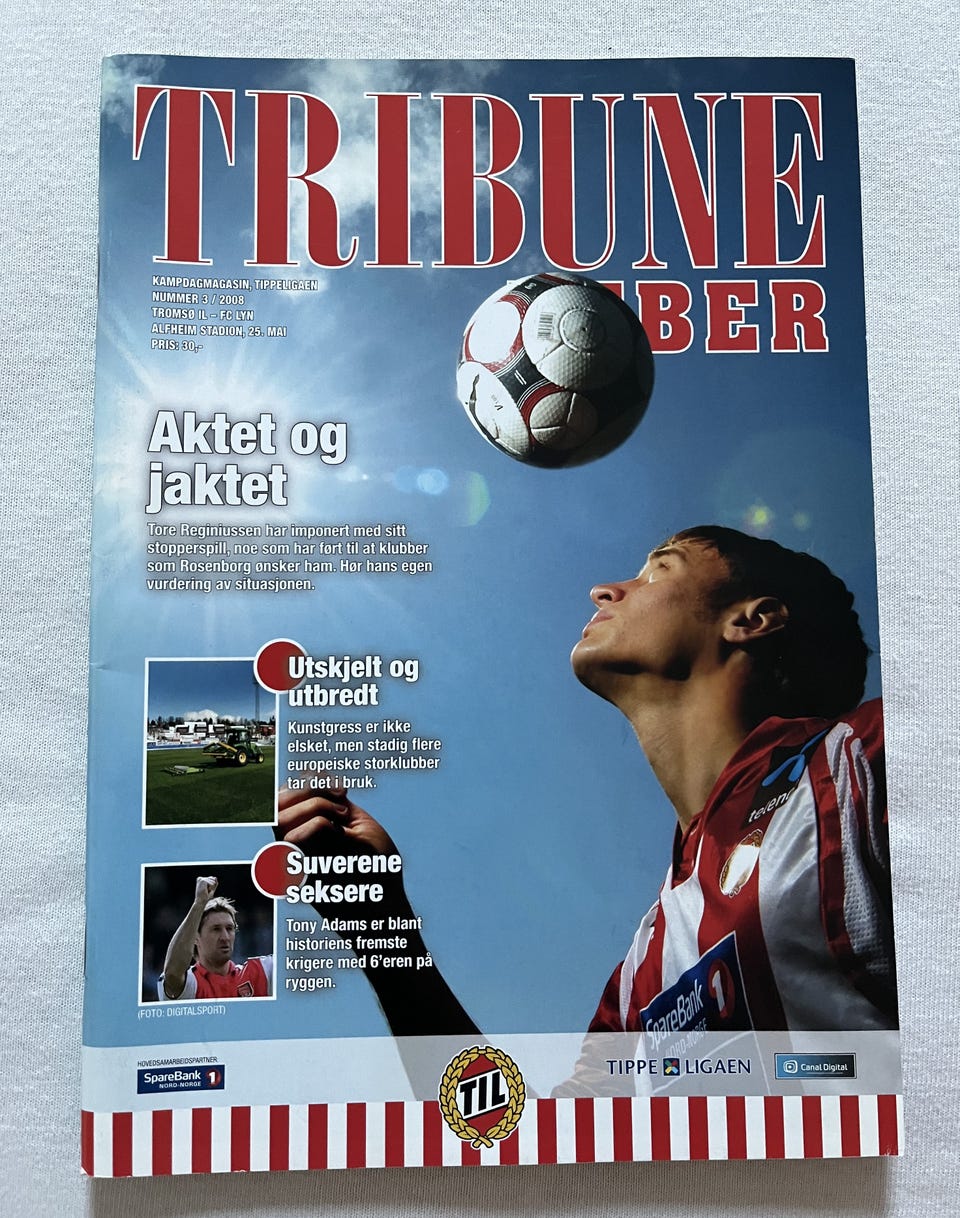 TRIBUNE
BER
KAMPDAGMAGASIN, TIPPELIGAEN
NUMMER 3 / 2008
TROMSØ IL – FC LYN
ALFHEIM STADION, 25. MAI
PRIS: 30,-
Aktet og
jaktet
Tore Reginiussen har imponert med sitt
stopperspill, noe som har ført til at klubber
som Rosenborg ønsker ham. Hør hans egen
vurdering av situasjonen.
Utskjelt og
utbredt
Kunstgress er ikke
elsket, men stadig flere
europeiske storklubber
tar det i bruk.
Suverene
seksere
Tony Adams er blant
historiens fremste
krigere med 6'eren på
ryggen.
(FOTO: DIGITALSPORT)
telenor
SpareBank 1
NORD-NORGE
HOVEDSAMARBEIDSPARTNER:
SpareBank 1
NORD-NORGE
TIL
TIPPE LIGAEN
Canal Digital